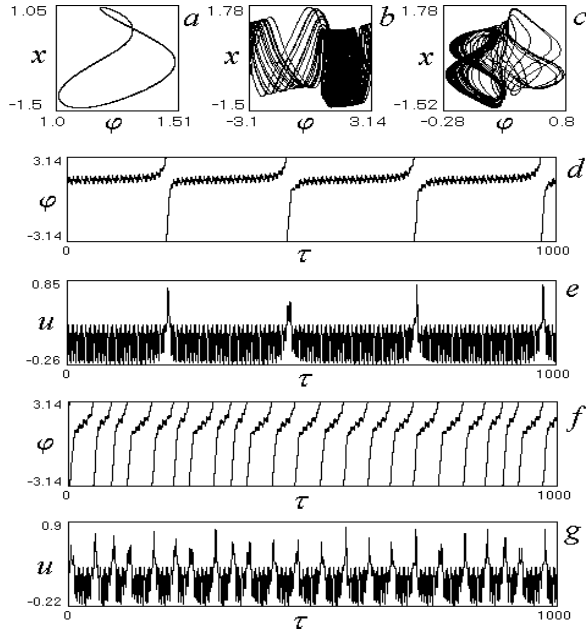 1.05 a
x
-1.5
1.0 φ 1.51
1.78 b
x
-1.5
-3.1 φ 3.14
1.78 c
x
-1.52
-0.28 φ 0.8
3.14 d
φ
-3.14
0 τ 1000
0.85 e
u
-0.26
0 τ 1000
3.14 f
φ
-3.14
0 τ 1000
0.9 g
u
-0.22
0 τ 1000